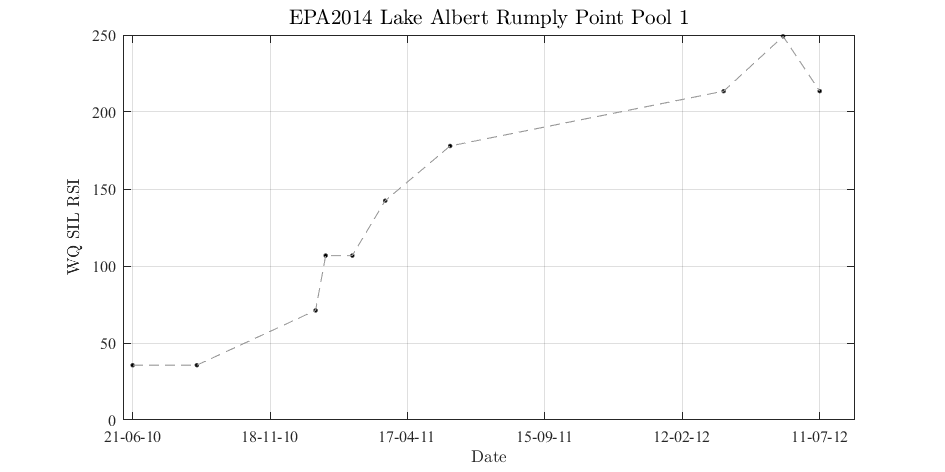 EPA2014 Lake Albert Rumply Point Pool 1
250
200
150
100
50
0
WQ SIL RSI
21-06-10 18-11-10 17-04-11 15-09-11 12-02-12 11-07-12
Date